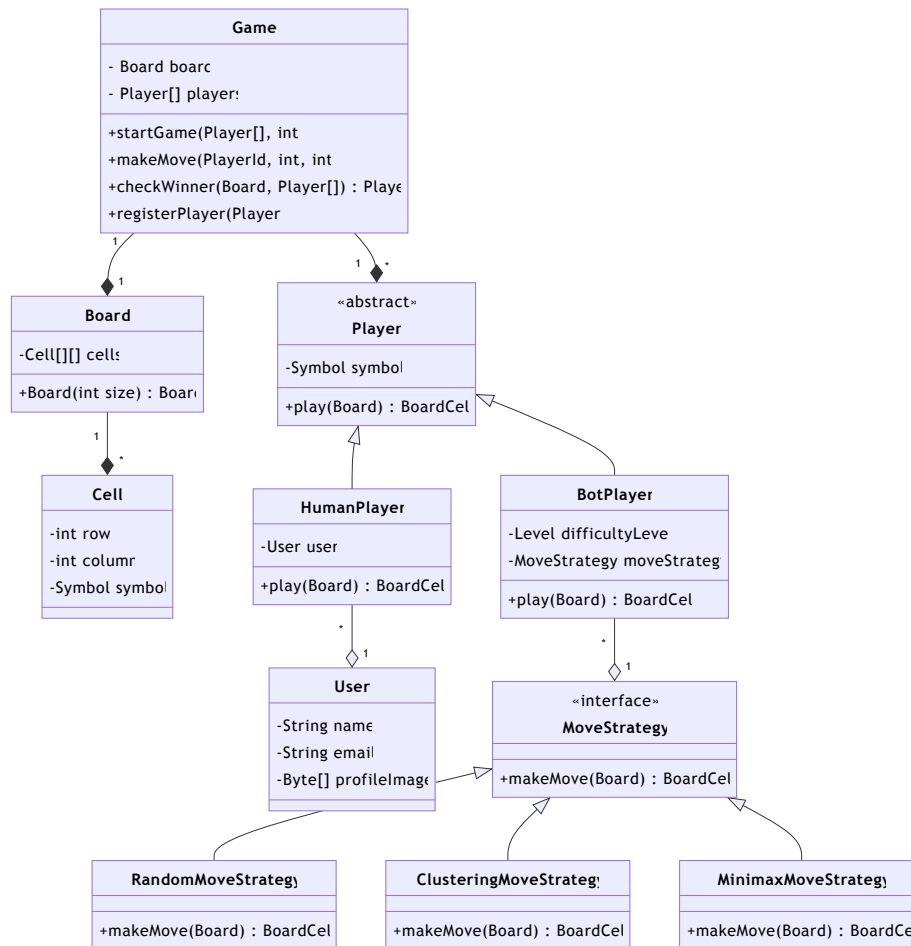 Game
- Board board
- Player[] players
+startGame(Player[], int
+makeMove(PlayerId, int, int
+checkWinner(Board, Player[]) : Playe
+registerPlayer(Player
1
1
1
*
Board
-Cell[][] cells
+Board(int size) : Boar
«abstract»
Player
-Symbol symbol
+play(Board) : BoardCel
1
*
Cell
-int row
-int column
-Symbol symbol
HumanPlayer
-User user
+play(Board) : BoardCel
BotPlayer
-Level difficultyLeve
-MoveStrategy moveStrateg
+play(Board) : BoardCel
*
1
*
1
User
-String name
-String email
-Byte[] profileImage
«interface»
MoveStrategy
+makeMove(Board) : BoardCel
RandomMoveStrategy
+makeMove(Board) : BoardCel
ClusteringMoveStrategy
+makeMove(Board) : BoardCel
MinimaxMoveStrategy
+makeMove(Board) : BoardCel